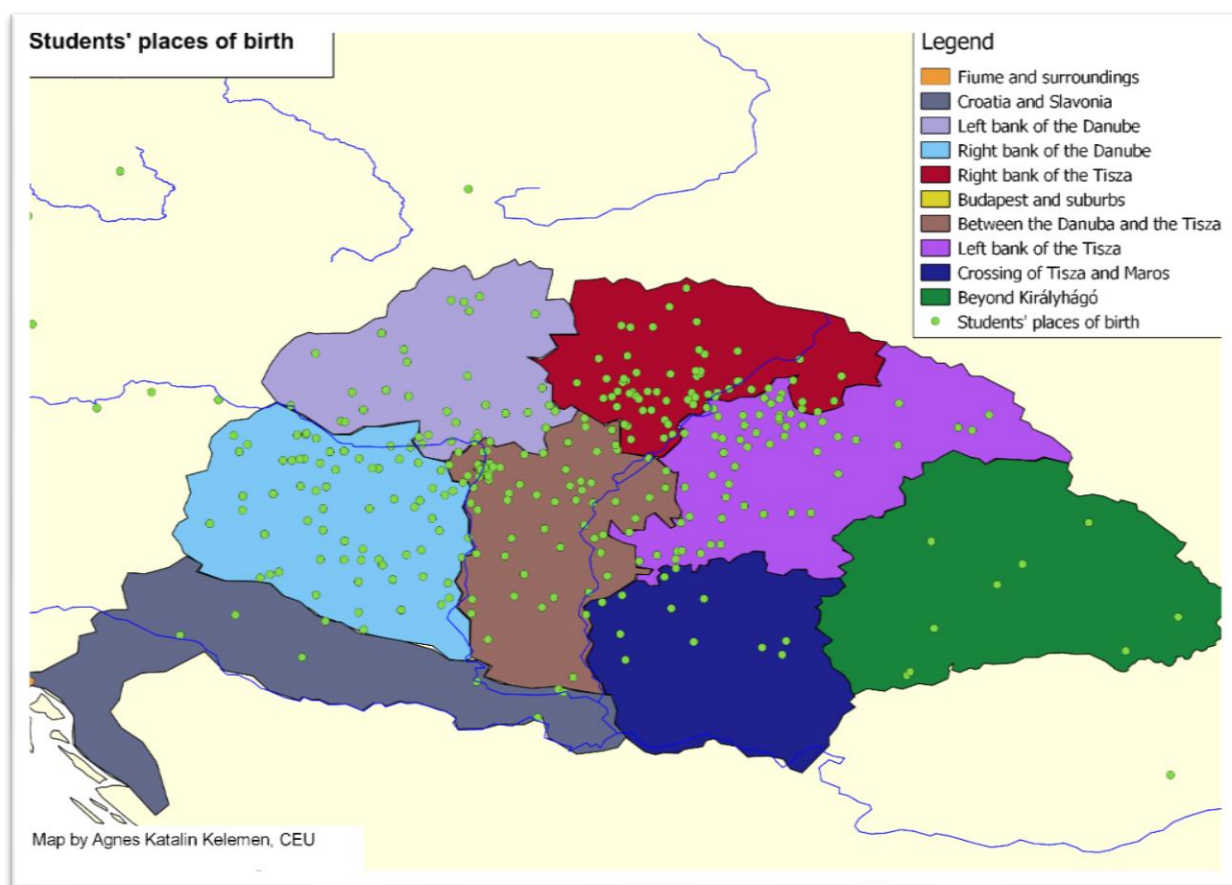 Students' places of birth
Legend
Fiume and surroundings
Croatia and Slavonia
Left bank of the Danube
Right bank of the Danube
Right bank of the Tisza
Budapest and suburbs
Between the Danuba and the Tisza
Left bank of the Tisza
Crossing of Tisza and Maros
Beyond Királyhágó
Students' places of birth
Map by Agnes Katalin Kelemen, CEU